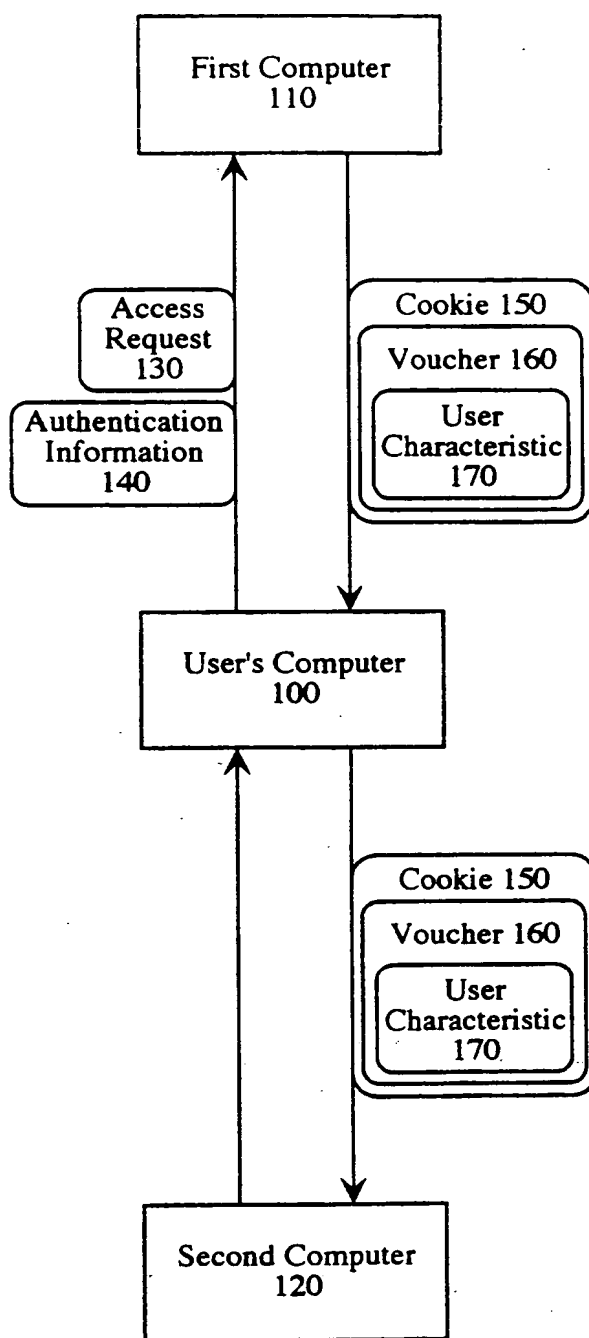 First Computer
110
Access
Request
130
Authentication
Information
140
Cookie 150
Voucher 160
User
Characteristic
170
User's Computer
100
Cookie 150
Voucher 160
User
Characteristic
170
Second Computer
120